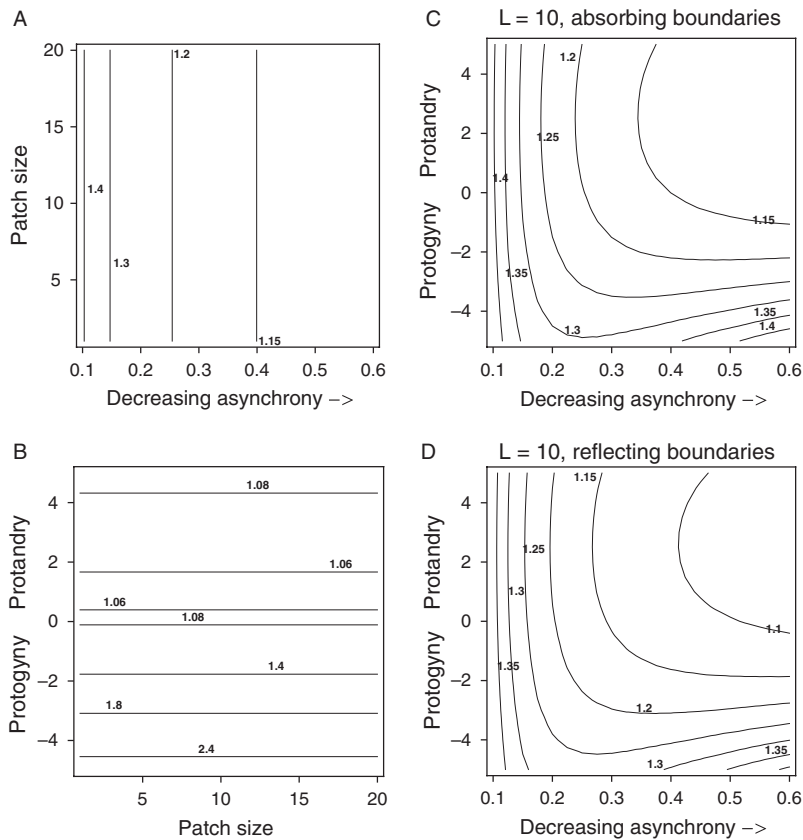 A
20
15
10
5
Patch size
1.2
1.4
1.3
1.15
0.1 0.2 0.3 0.4 0.5 0.6
Decreasing asynchrony –>
C
L = 10, absorbing boundaries
4
2
0
−2
−4
Protogyny Protandry
1.2
1.25
1.4
1.15
1.35
1.3
1.35
1.4
0.1 0.2 0.3 0.4 0.5 0.6
Decreasing asynchrony –>
B
4
2
0
−2
−4
Protogyny Protandry
1.08
1.06
1.06
1.08
1.4
1.8
2.4
5 10 15 20
Patch size
D
L = 10, reflecting boundaries
4
2
0
−2
−4
Protogyny Protandry
1.15
1.25
1.3
1.1
1.35
1.2
1.35
1.3
0.1 0.2 0.3 0.4 0.5 0.6
Decreasing asynchrony –>